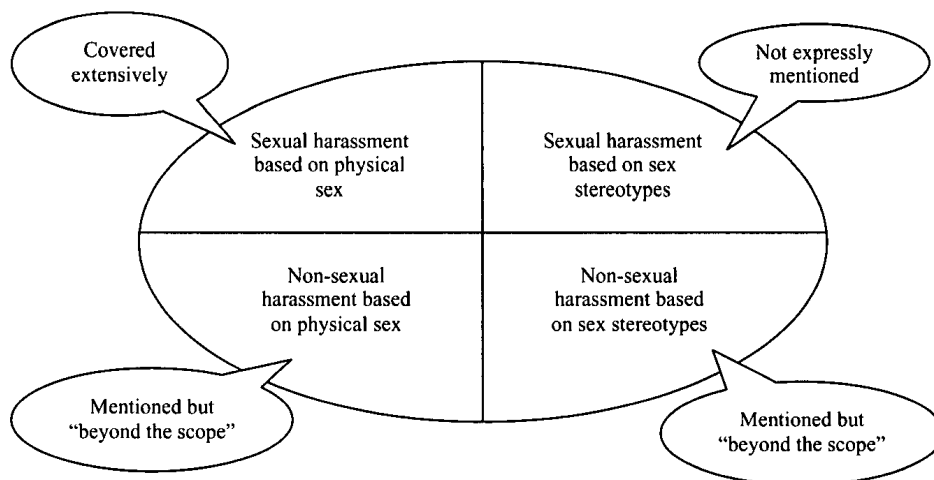 Covered
extensively
Not expressly
mentioned
Sexual harassment
based on physical
sex
Sexual harassment
based on sex
stereotypes
Non-sexual
harassment based
on physical sex
Non-sexual
harassment based
on sex stereotypes
Mentioned but
“beyond the scope”
Mentioned but
“beyond the scope”